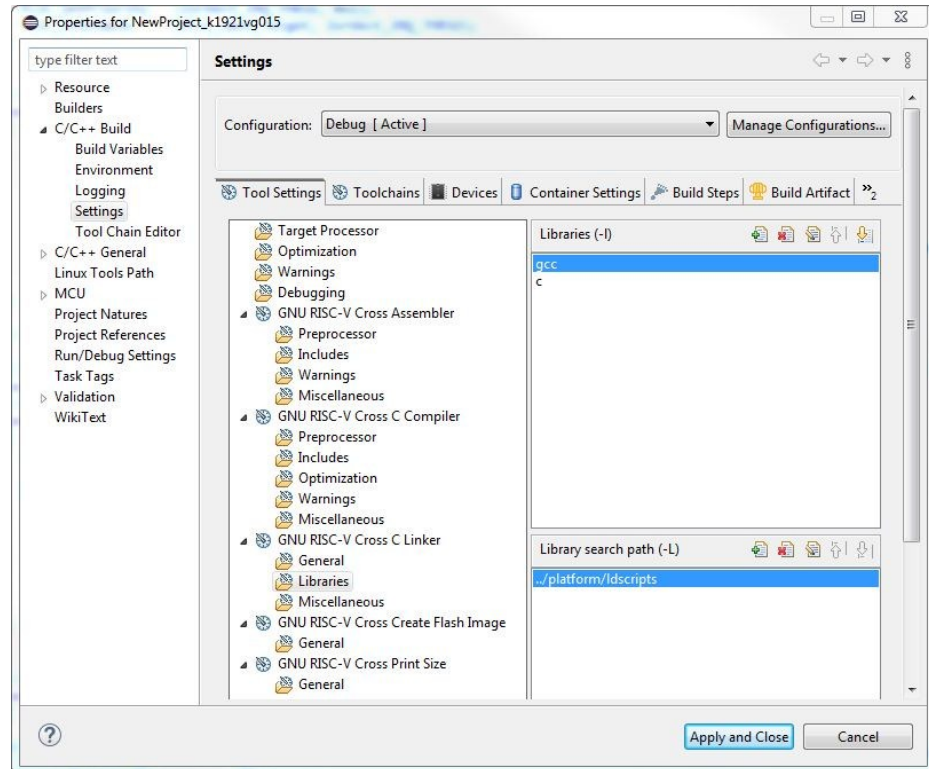 Properties for NewProject_k1921vg015
type filter text
Resource
Builders
C/C++ Build
Build Variables
Environment
Logging
Settings
Tool Chain Editor
C/C++ General
Linux Tools Path
MCU
Project Natures
Project References
Run/Debug Settings
Task Tags
Validation
WikiText
Settings
Configuration: Debug [ Active ] Manage Configurations...
Tool Settings Toolchains Devices Container Settings Build Steps Build Artifact »2
Target Processor
Optimization
Warnings
Debugging
GNU RISC-V Cross Assembler
Preprocessor
Includes
Warnings
Miscellaneous
GNU RISC-V Cross C Compiler
Preprocessor
Includes
Optimization
Warnings
Miscellaneous
GNU RISC-V Cross C Linker
General
Libraries
Miscellaneous
GNU RISC-V Cross Create Flash Image
General
GNU RISC-V Cross Print Size
General
Libraries (-l)
gcc
c
Library search path (-L)
../platform/ldscripts
?
Apply and Close Cancel